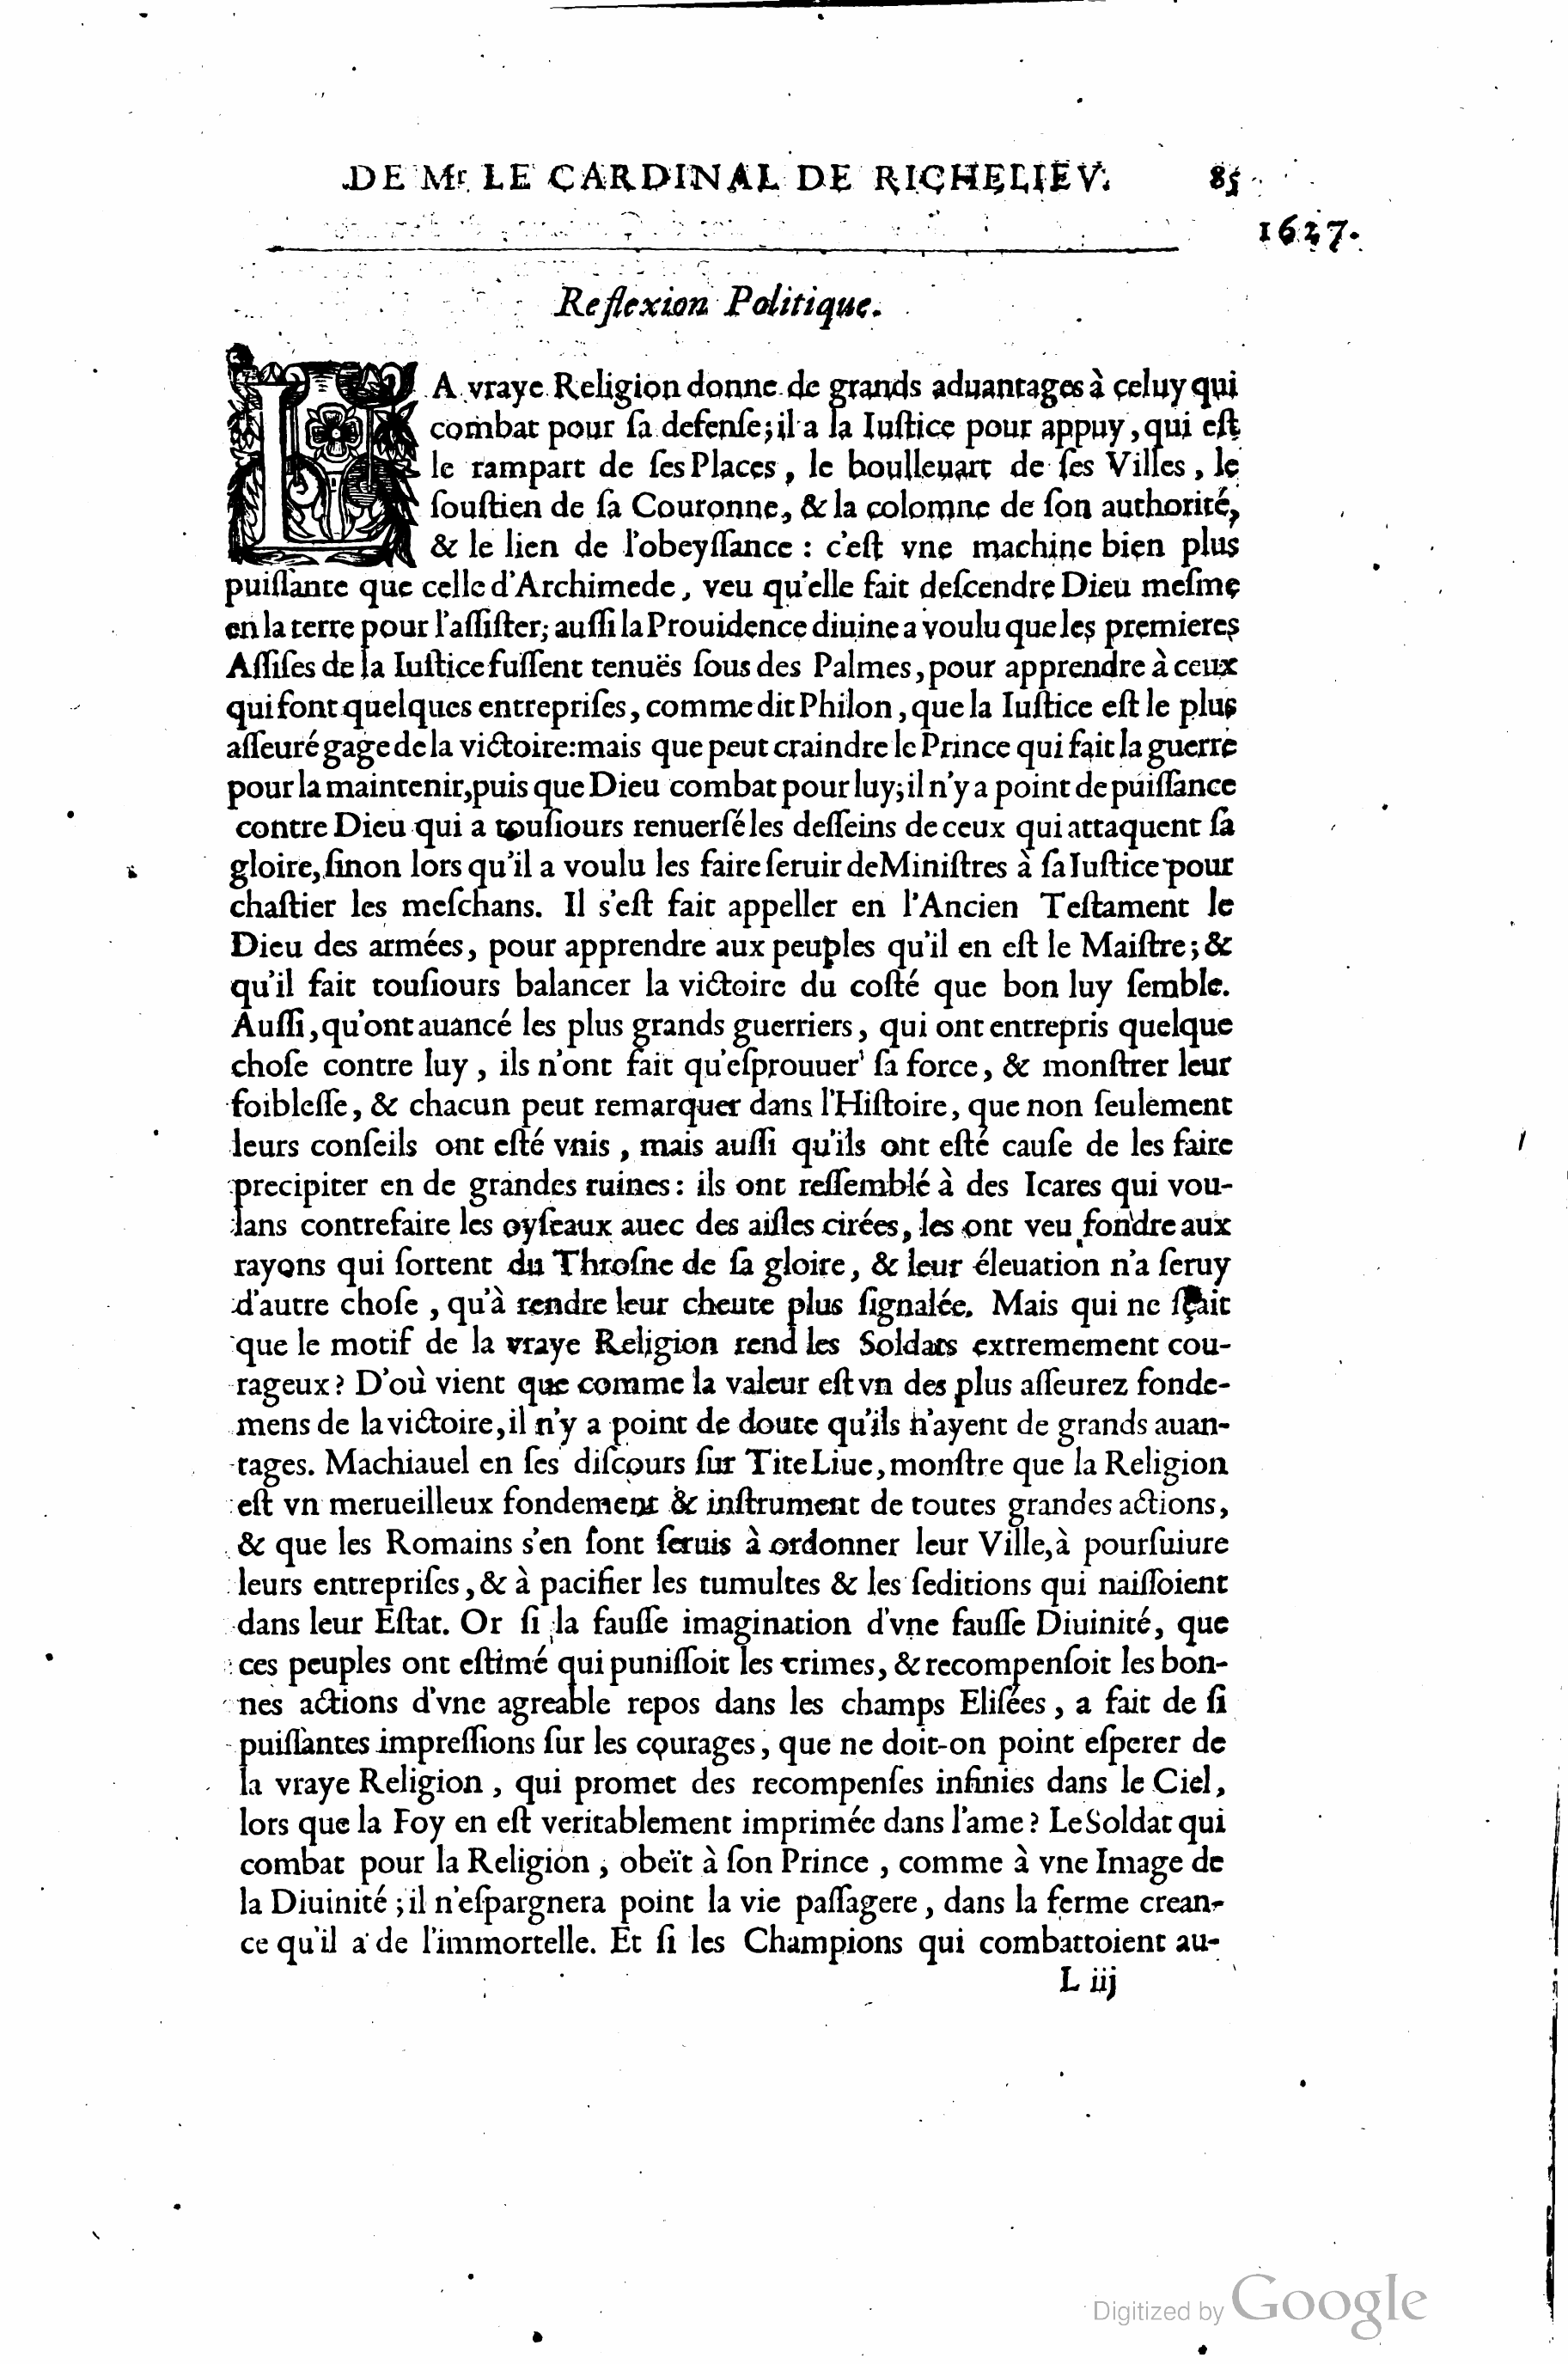 DE Mr. LE CARDINAL DE RICHELIEV. 85
1627.
Reflexion Politique.
LA vraye Religion donne de grands aduantages à celuy qui
combat pour ſa defenſe; il a la Iuſtice pour appuy, qui eſt
le rampart de ſes Places, le boulleuart de ſes Villes, le
ſouſtien de ſa Couronne, & la colomne de ſon authorité,
& le lien de l'obeyſſance : c'eſt vne machine bien plus
puiſſante que celle d'Archimede, veu qu'elle fait deſcendre Dieu meſme
en la terre pour l'aſſiſter; auſſi la Prouidence diuine a voulu que les premieres
Aſſiſes de la Iuſtice fuſſent tenuës ſous des Palmes, pour apprendre à ceux
qui font quelques entrepriſes, comme dit Philon, que la Iuſtice eſt le plus
aſſeuré gage de la victoire: mais que peut craindre le Prince qui fait la guerre
pour la maintenir, puis que Dieu combat pour luy; il n'y a point de puiſſance
contre Dieu qui a touſiours renuerſé les deſſeins de ceux qui attaquent ſa
gloire, ſinon lors qu'il a voulu les faire ſeruir de Miniſtres à ſa Iuſtice pour
chaſtier les meſchans. Il s'eſt fait appeller en l'Ancien Teſtament le
Dieu des armées, pour apprendre aux peuples qu'il en eſt le Maiſtre; &
qu'il fait touſiours balancer la victoire du coſté que bon luy ſemble.
Auſſi, qu'ont auancé les plus grands guerriers, qui ont entrepris quelque
choſe contre luy, ils n'ont fait qu'eſprouuer ſa force, & monſtrer leur
foibleſſe, & chacun peut remarquer dans l'Hiſtoire, que non ſeulement
leurs conſeils ont eſté vnis, mais auſſi qu'ils ont eſté cauſe de les faire
precipiter en de grandes ruines: ils ont reſſemblé à des Icares qui vou-
lans contrefaire les oyſeaux auec des aiſles cirées, les ont veu fondre aux
rayons qui ſortent du Throſne de ſa gloire, & leur éleuation n'a ſeruy
d'autre choſe, qu'à rendre leur cheute plus ſignalée. Mais qui ne ſçait
que le motif de la vraye Religion rend les Soldats extremement cou-
rageux? D'où vient que comme la valeur eſt vn des plus aſſeurez fonde-
mens de la victoire, il n'y a point de doute qu'ils n'ayent de grands auan-
tages. Machiauel en ſes diſcours ſur Tite Liue, monſtre que la Religion
eſt vn merueilleux fondement & inſtrument de toutes grandes actions,
& que les Romains s'en ſont ſeruis à ordonner leur Ville, à pourſuiure
leurs entrepriſes, & à pacifier les tumultes & les ſeditions qui naiſſoient
dans leur Eſtat. Or ſi la fauſſe imagination d'vne fauſſe Diuinité, que
ces peuples ont eſtimé qui puniſſoit les crimes, & recompenſoit les bon-
nes actions d'vne agreable repos dans les champs Eliſées, a fait de ſi
puiſſantes impreſſions ſur les courages, que ne doit-on point eſperer de
la vraye Religion, qui promet des recompenſes infinies dans le Ciel,
lors que la Foy en eſt veritablement imprimée dans l'ame? Le Soldat qui
combat pour la Religion, obeït à ſon Prince, comme à vne Image de
la Diuinité; il n'eſpargnera point la vie paſſagere, dans la ferme crean-
ce qu'il a de l'immortelle. Et ſi les Champions qui combattoient au-
L iij
Digitized by Google